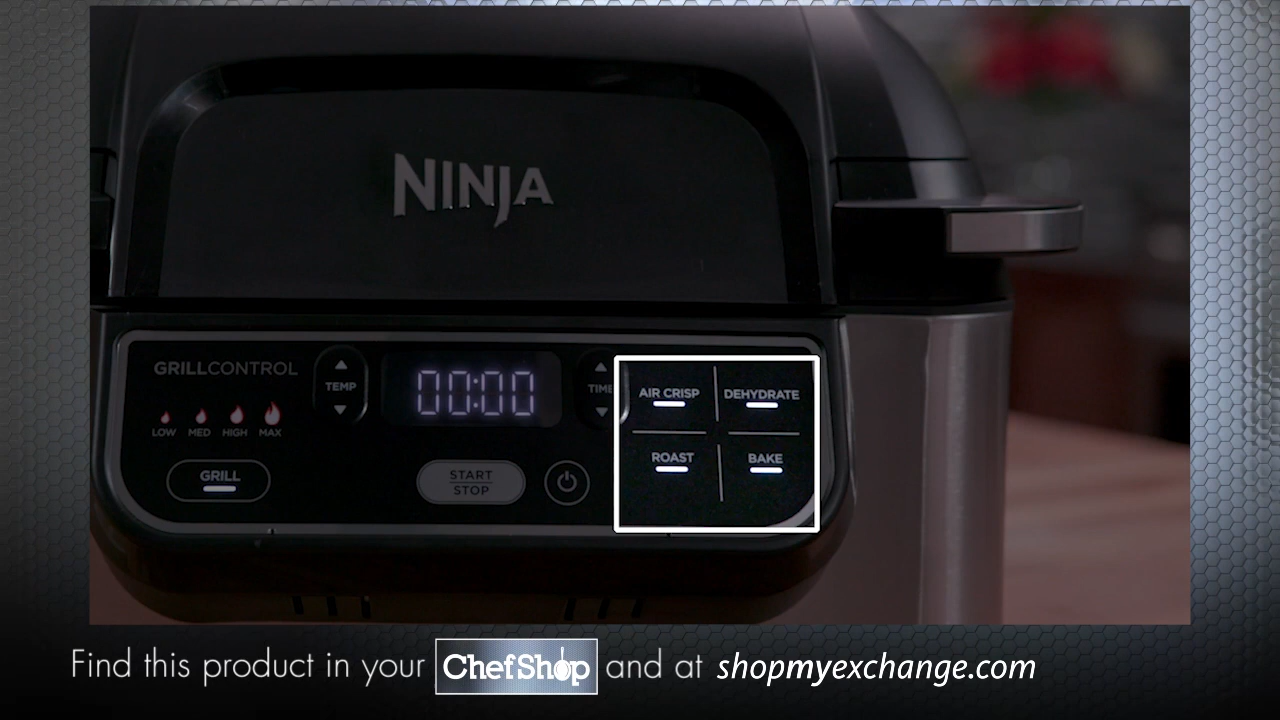 NINJA
GRILLCONTROL
TEMP
00:00
TIME
AIR CRISP
DEHYDRATE
LOW
MED
HIGH
MAX
GRILL
START
STOP
ROAST
BAKE
Find this product in your ChefShop and at shopmyexchange.com